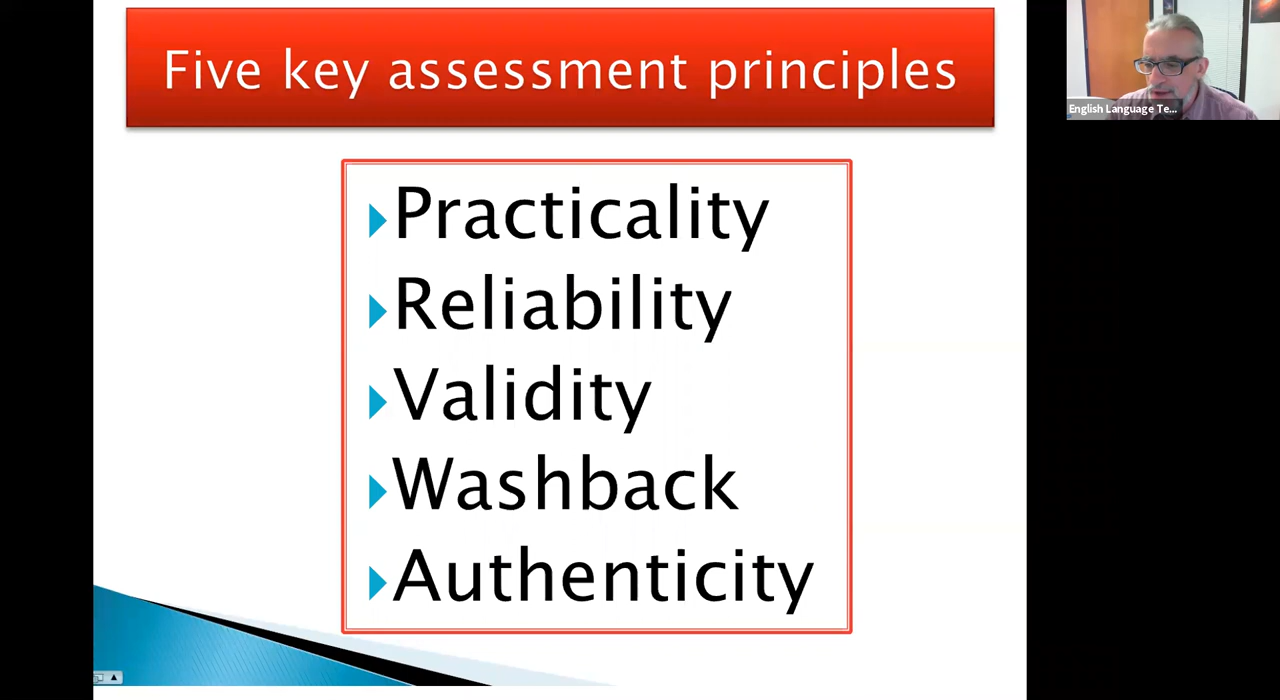 Five key assessment principles
Practicality
Reliability
Validity
Washback
Authenticity
English Language Te...